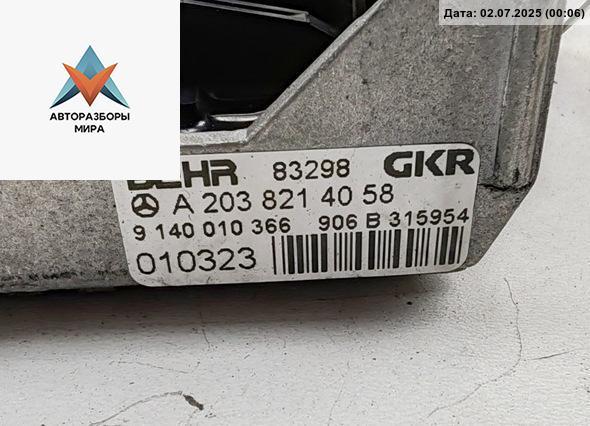 Дата: 02.07.2025 (00:06)
АВТОРАЗБОРЫ
МИРА
BEHR 83298 GKR
A 203 821 40 58
9 140 010 366 906 B 315954
010323